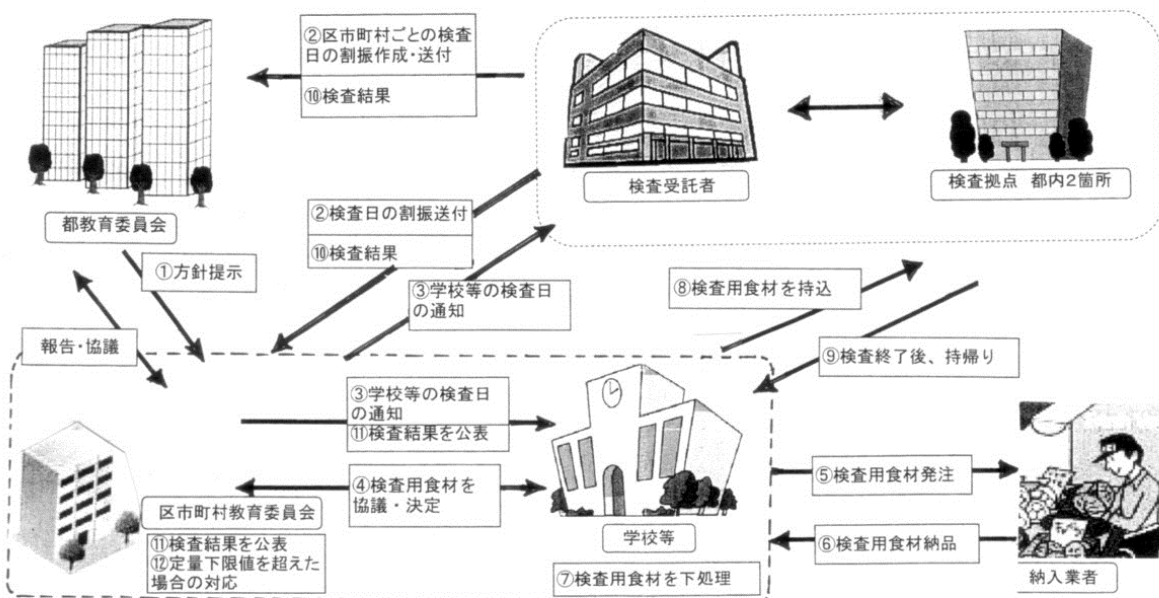 ②区市町村ごとの検査
日の割振作成・送付
⑩検査結果
検査受託者
検査拠点 都内2箇所
都教育委員会
②検査日の割振送付
⑩検査結果
①方針提示
③学校等の検査日
の通知
⑧検査用食材を持込
報告・協議
⑨検査終了後、持帰り
③学校等の検査日
の通知
⑪検査結果を公表
④検査用食材を
協議・決定
⑤検査用食材発注
区市町村教育委員会
⑪検査結果を公表
⑫定量下限値を超えた
場合の対応
学校等
⑥検査用食材納品
⑦検査用食材を下処理
納入業者